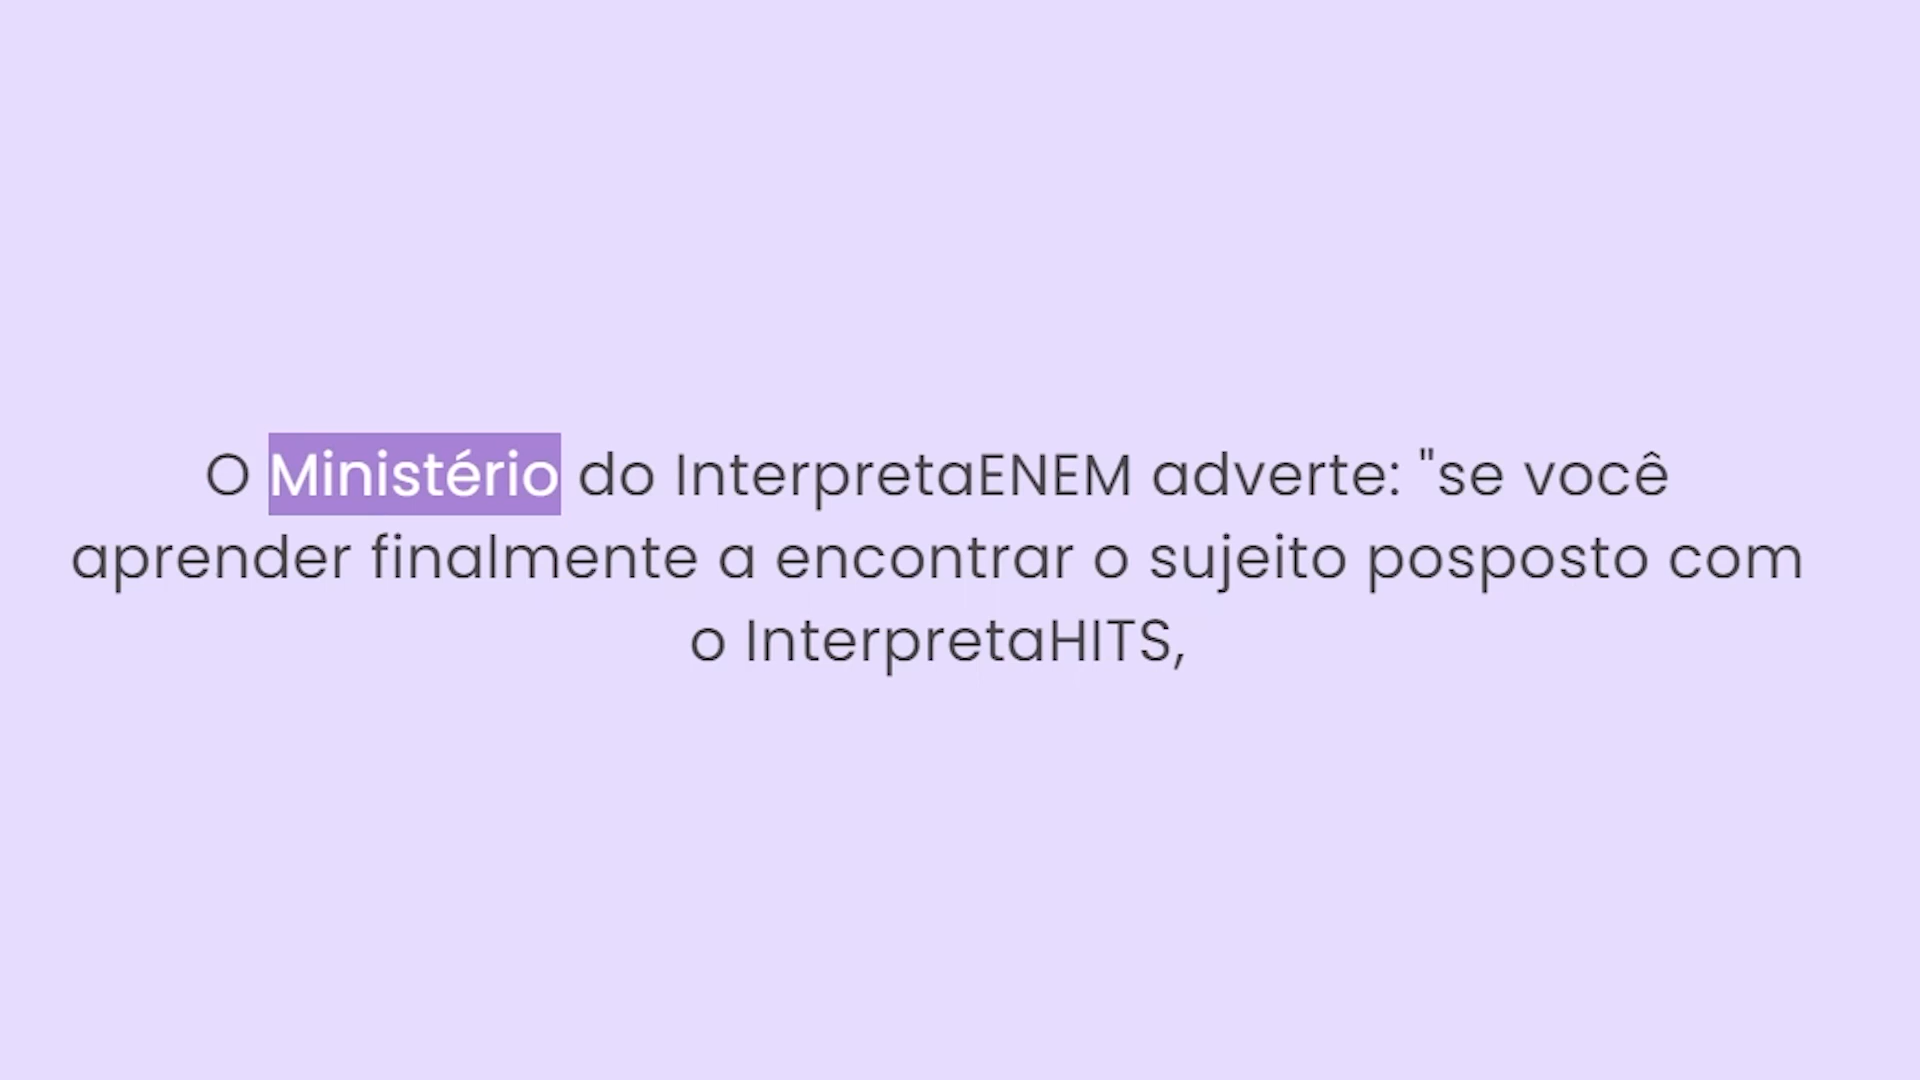 O Ministério do InterpretaENEM adverte: "se você
aprender finalmente a encontrar o sujeito posposto com
o InterpretaHITS,